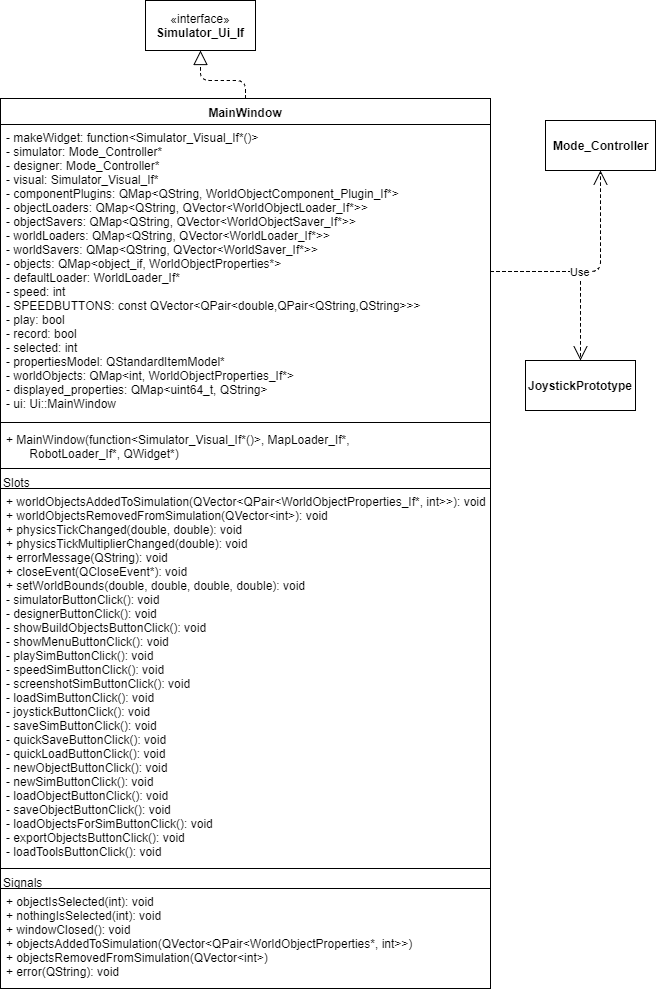 «interface»
Simulator_Ui_If
MainWindow
- makeWidget: function<Simulator_Visual_If*()>
- simulator: Mode_Controller*
- designer: Mode_Controller*
- visual: Simulator_Visual_If*
- componentPlugins: QMap<QString, WorldObjectComponent_Plugin_If*>
- objectLoaders: QMap<QString, QVector<WorldObjectLoader_If*>>
- objectSavers: QMap<QString, QVector<WorldObjectSaver_If*>>
- worldLoaders: QMap<QString, QVector<WorldLoader_If*>>
- worldSavers: QMap<QString, QVector<WorldSaver_If*>>
- objects: QMap<object_if, WorldObjectProperties*>
- defaultLoader: WorldLoader_If*
- speed: int
- SPEEDBUTTONS: const QVector<QPair<double,QPair<QString,QString>>>
- play: bool
- record: bool
- selected: int
- propertiesModel: QStandardItemModel*
- worldObjects: QMap<int, WorldObjectProperties_If*>
- displayed_properties: QMap<uint64_t, QString>
- ui: Ui::MainWindow
+ MainWindow(function<Simulator_Visual_If*()>, MapLoader_If*,
RobotLoader_If*, QWidget*)
Slots
+ worldObjectsAddedToSimulation(QVector<QPair<WorldObjectProperties_If*, int>>): void
+ worldObjectsRemovedFromSimulation(QVector<int>): void
+ physicsTickChanged(double, double): void
+ physicsTickMultiplierChanged(double): void
+ errorMessage(QString): void
+ closeEvent(QCloseEvent*): void
+ setWorldBounds(double, double, double, double): void
- simulatorButtonClick(): void
- designerButtonClick(): void
- showBuildObjectsButtonClick(): void
- showMenuButtonClick(): void
- playSimButtonClick(): void
- speedSimButtonClick(): void
- screenshotSimButtonClick(): void
- loadSimButtonClick(): void
- joystickButtonClick(): void
- saveSimButtonClick(): void
- quickSaveButtonClick(): void
- quickLoadButtonClick(): void
- newObjectButtonClick(): void
- newSimButtonClick(): void
- loadObjectButtonClick(): void
- saveObjectButtonClick(): void
- loadObjectsForSimButtonClick(): void
- exportObjectsButtonClick(): void
- loadToolsButtonClick(): void
Signals
+ objectIsSelected(int): void
+ nothingIsSelected(int): void
+ windowClosed(): void
+ objectsAddedToSimulation(QVector<QPair<WorldObjectProperties*, int>>)
+ objectsRemovedFromSimulation(QVector<int>)
+ error(QString): void
Mode_Controller
Use
JoystickPrototype